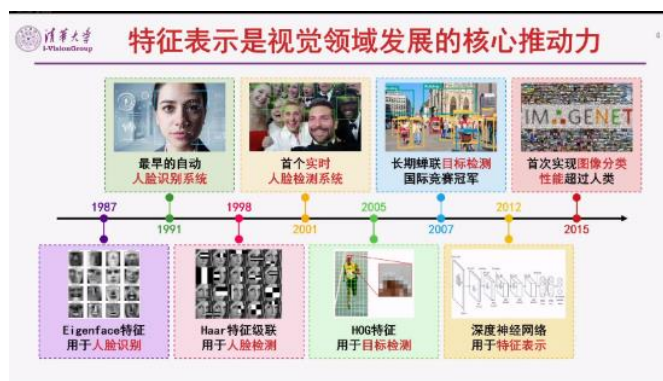 清华大学
i-VisionGroup
特征表示是视觉领域发展的核心推动力
最早的自动
人脸识别系统
首个实时
人脸检测系统
长期蝉联目标检测
国际竞赛冠军
IMAGENET
首次实现图像分类
性能超过人类
1987
1998
2005
2012
1991
2001
2007
2015
Eigenface特征
用于人脸识别
Haar特征级联
用于人脸检测
HOG特征
用于目标检测
深度神经网络
用于特征表示